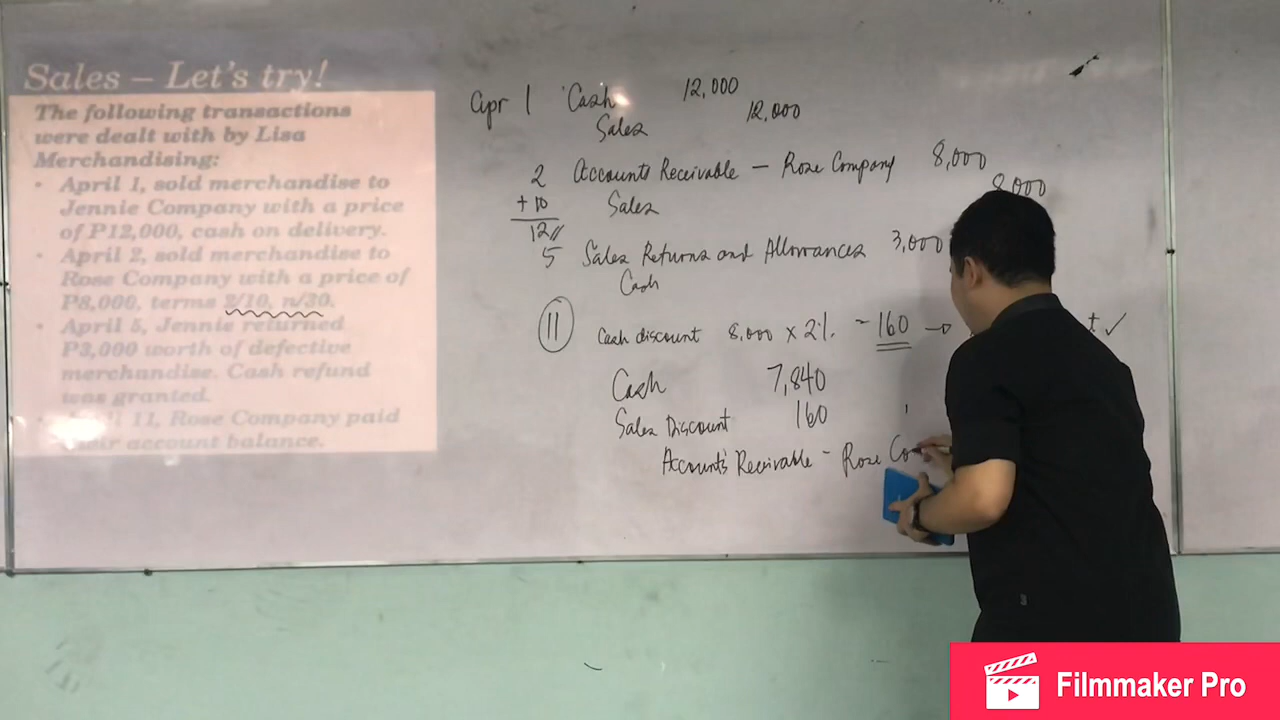 Sales – Let's try!
The following transactions
were dealt with by Lisa
Merchandising:
• April 1, sold merchandise to
Jennie Company with a price
of P12,000, cash on delivery.
• April 2, sold merchandise to
Rose Company with a price of
P8,000, terms 2/10, n/30.
• April 5, Jennie returned
P3,000 worth of defective
merchandise. Cash refund
was granted.
• 11, Rose Company paid
their account balance.
Apr 1 Cash 12,000
Sales 12,000
2 Accounts Receivable – Rose Company 8,000
+10 Sales 8,000
12
5 Sales Returns and Allowances 3,000
Cash
11 Cash discount 8,000 x 2% = 160 → t ✓
Cash 7,840
Sales Discount 160
Accounts Receivable - Rose Co
Filmmaker Pro